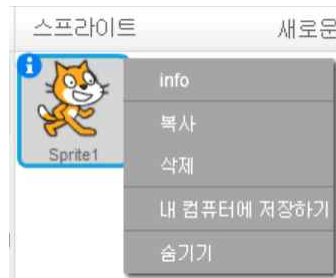 스프라이트
새로운
info
복사
삭제
내 컴퓨터에 저장하기
숨기기
Sprite1